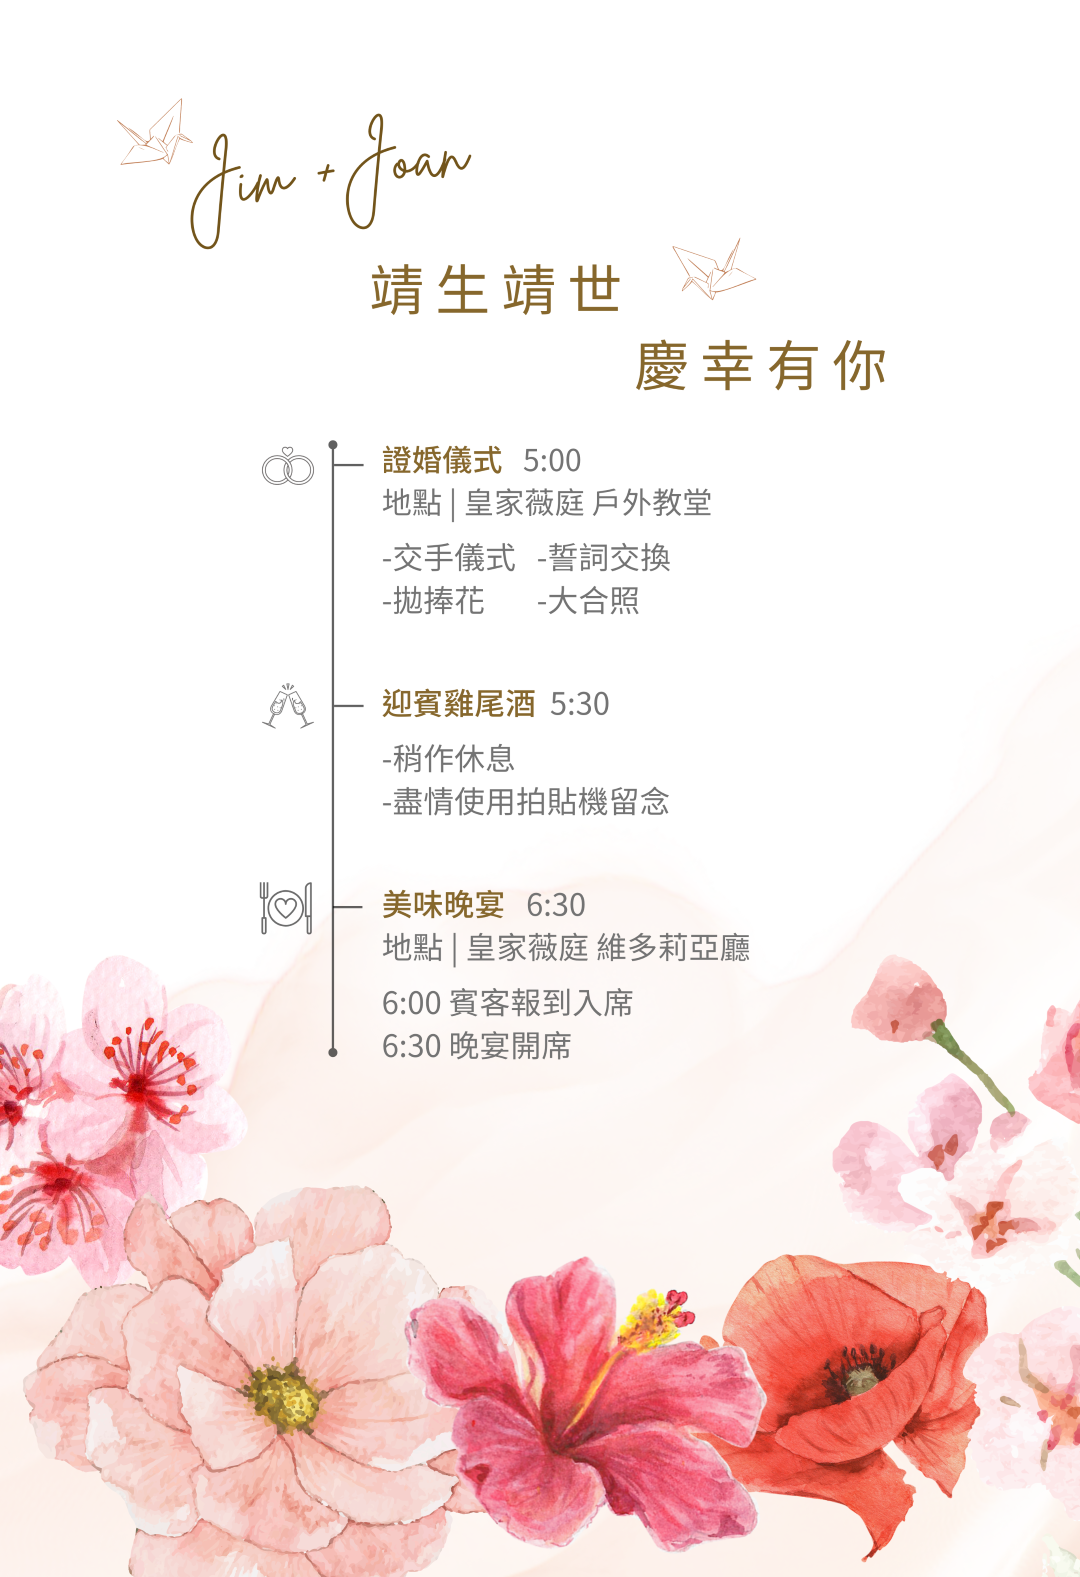 Jim + Joan
靖生靖世
慶幸有你
證婚儀式 5:00
地點 | 皇家薇庭 戶外教堂
-交手儀式 -誓詞交換
-拋捧花 -大合照
迎賓雞尾酒 5:30
-稍作休息
-盡情使用拍貼機留念
美味晚宴 6:30
地點 | 皇家薇庭 維多莉亞廳
6:00 賓客報到入席
6:30 晚宴開席